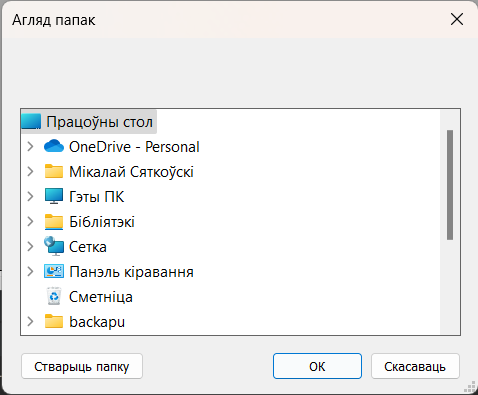 Агляд папак
Працоўны стол
OneDrive - Personal
Мікалай Сяткоўскі
Гэты ПК
Бібліятэкі
Сетка
Панэль кіравання
Сметніца
backapu
Стварыць папку
ОК
Скасаваць